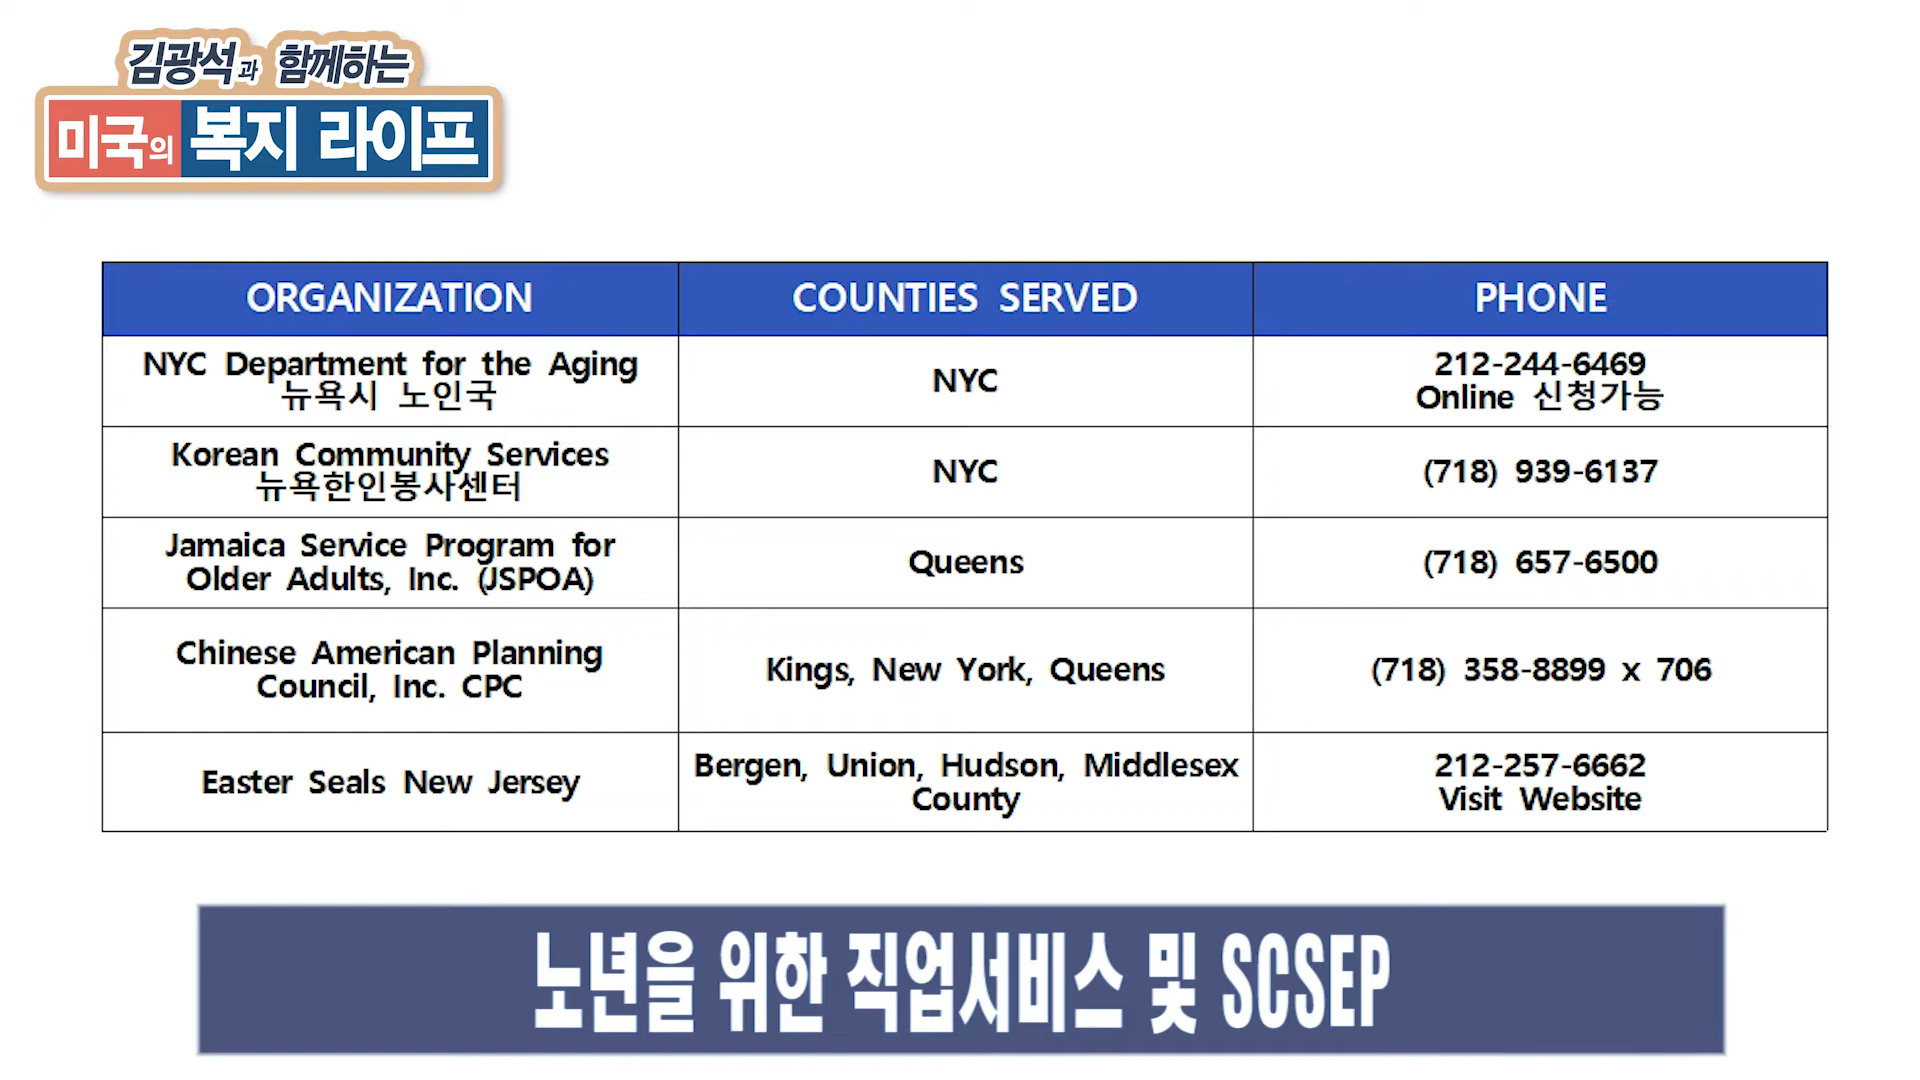 김광석과 함께하는
미국의 복지 라이프
ORGANIZATION COUNTIES SERVED PHONE
NYC Department for the Aging
뉴욕시 노인국
NYC
212-244-6469
Online 신청가능
Korean Community Services
뉴욕한인봉사센터
NYC
(718) 939-6137
Jamaica Service Program for
Older Adults, Inc. (JSPOA)
Queens
(718) 657-6500
Chinese American Planning
Council, Inc. CPC
Kings, New York, Queens
(718) 358-8899 x 706
Easter Seals New Jersey
Bergen, Union, Hudson, Middlesex
County
212-257-6662
Visit Website
노년을 위한 직업서비스 및 SCSEP